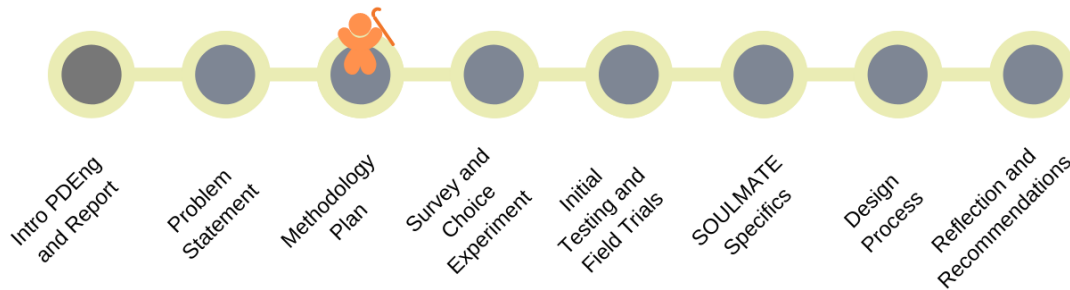 Intro PDEng
and Report
Problem
Statement
Methodology
Plan
Survey and
Choice
Experiment
Initial
Testing and
Field Trials
SOULMATE
Specifics
Design
Process
Reflection and
Recommendations